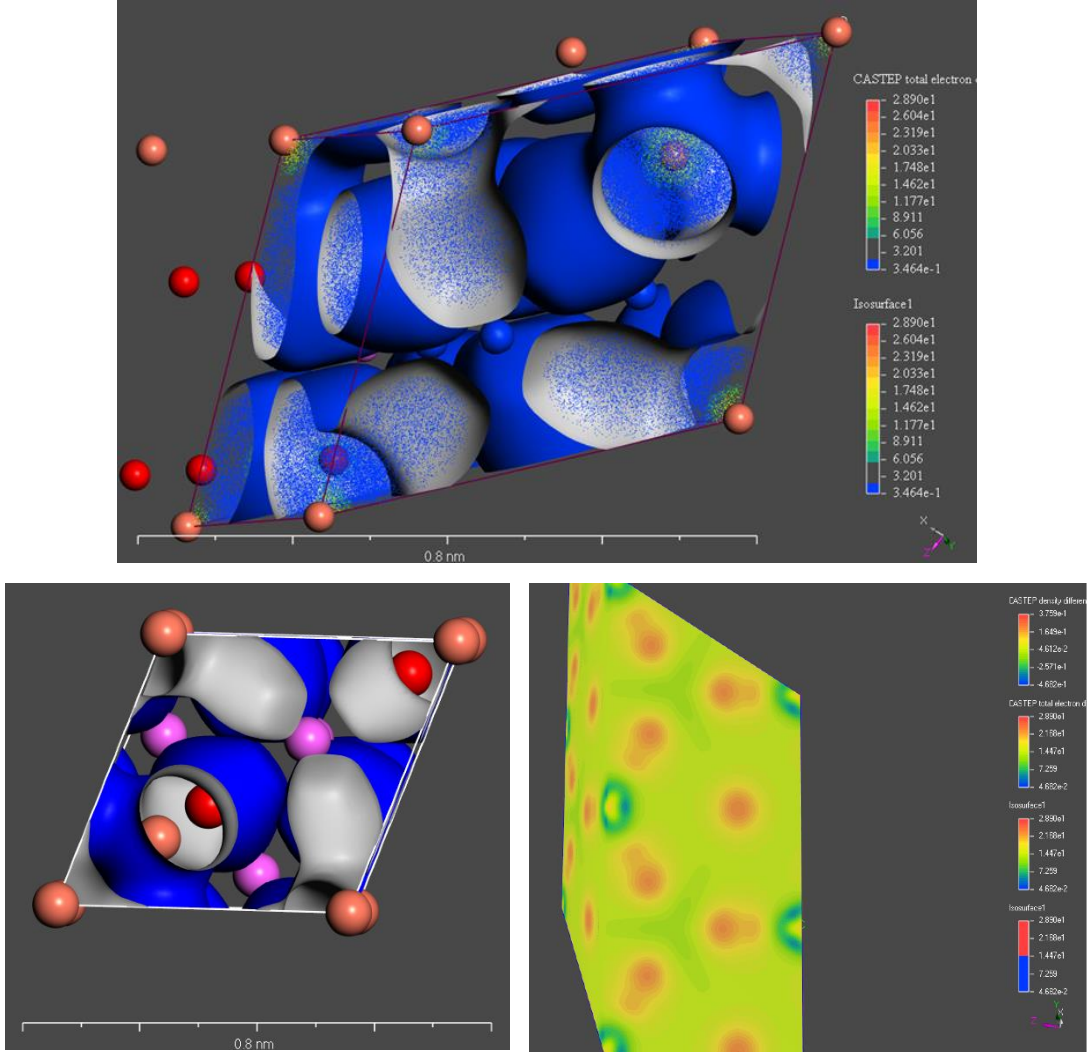 CASTEP total electron d
2.890e1
2.604e1
2.319e1
2.033e1
1.748e1
1.462e1
1.177e1
8.911
6.056
3.201
3.464e-1
Isosurface1
2.890e1
2.604e1
2.319e1
2.033e1
1.748e1
1.462e1
1.177e1
8.911
6.056
3.201
3.464e-1
X
Z
Y
0.8 nm
0.8 nm
CASTEP density differen
3.759e-1
1.649e-1
-4.612e-2
-2.571e-1
-4.682e-1
CASTEP total electron d
2.890e1
2.168e1
1.447e1
7.259
4.682e-2
Isosurface1
2.890e1
2.168e1
1.447e1
7.259
4.682e-2
Isosurface1
2.890e1
2.168e1
1.447e1
7.259
4.682e-2
Y
X
Z